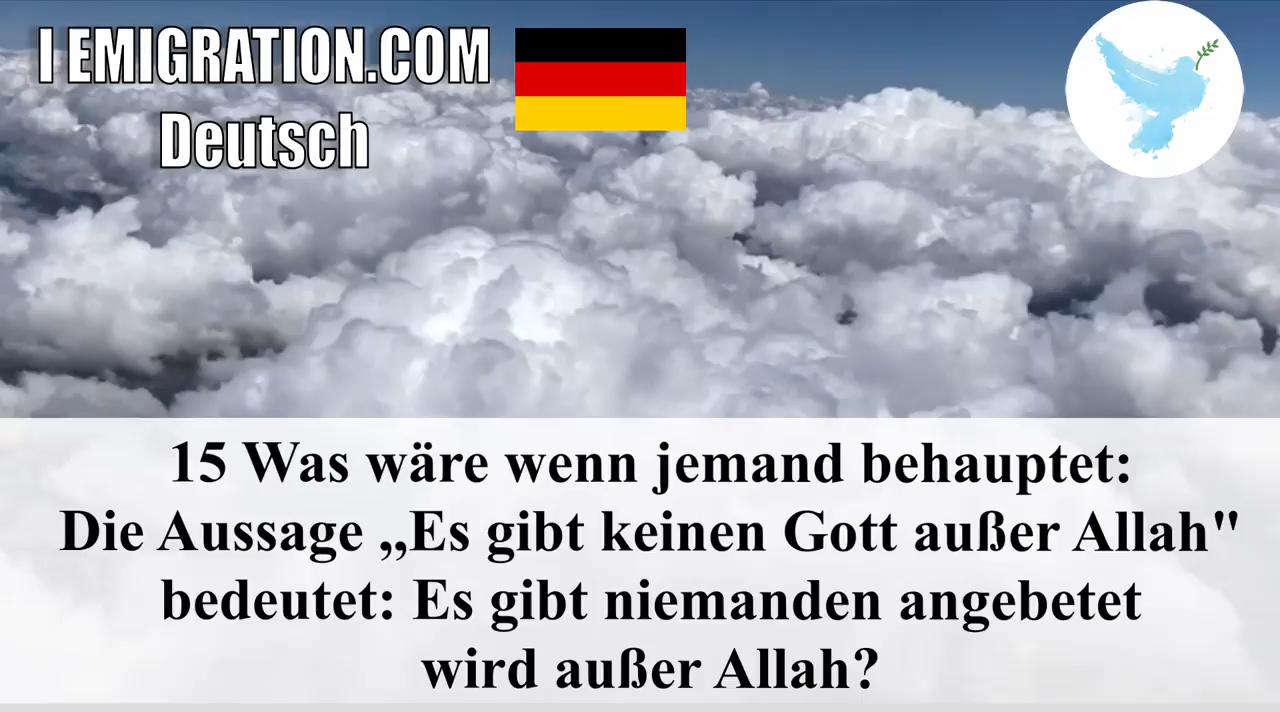 I EMIGRATION.COM
Deutsch
15 Was wäre wenn jemand behauptet:
Die Aussage „Es gibt keinen Gott außer Allah"
bedeutet: Es gibt niemanden angebetet
wird außer Allah?